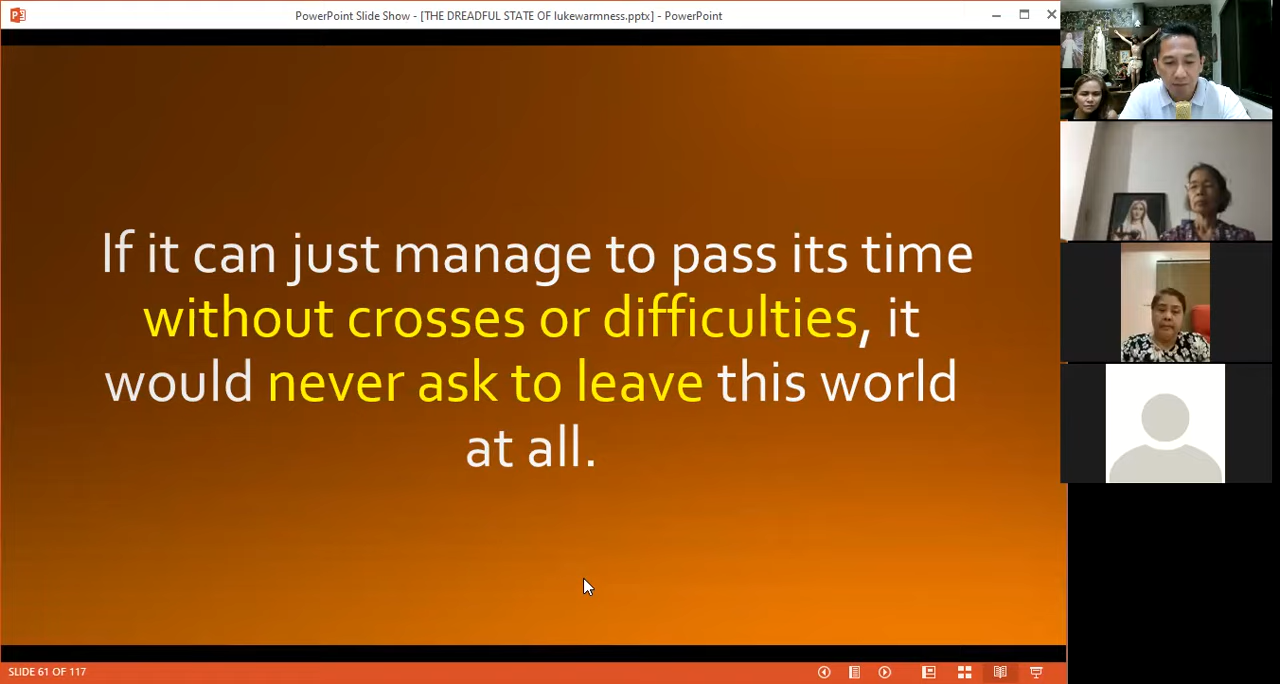 PowerPoint Slide Show - [THE DREADFUL STATE OF lukewarmness.pptx] - PowerPoint
If it can just manage to pass its time
without crosses or difficulties, it
would never ask to leave this world
at all.
SLIDE 61 OF 117